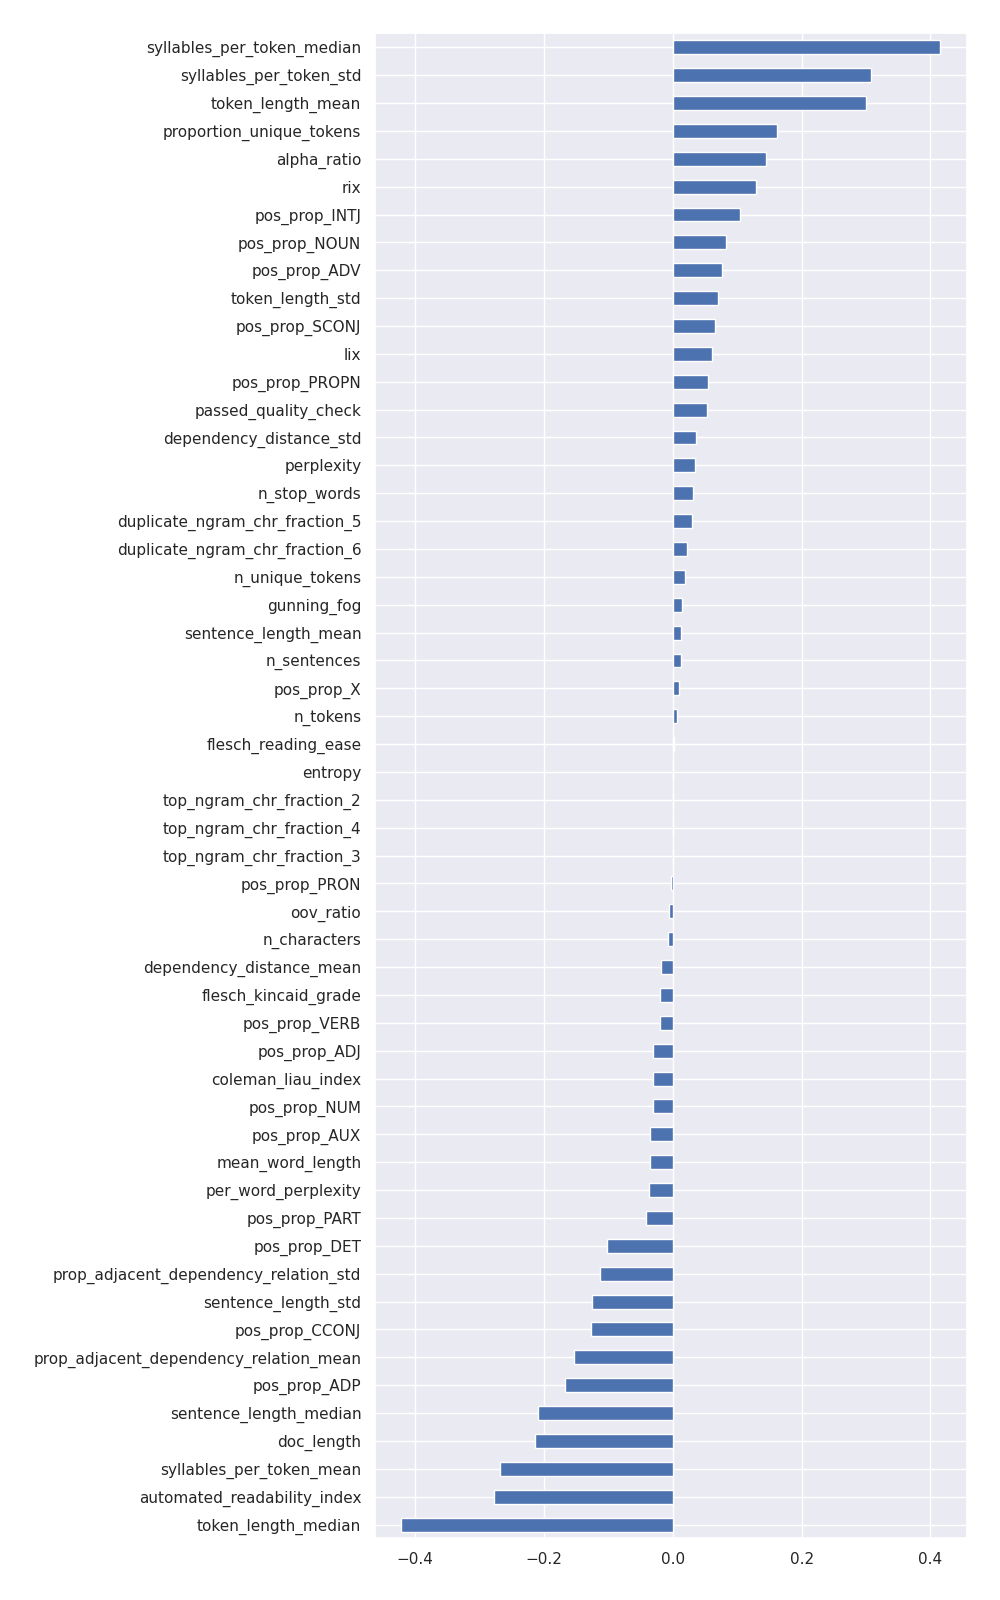 syllables_per_token_median
syllables_per_token_std
token_length_mean
proportion_unique_tokens
alpha_ratio
rix
pos_prop_INTJ
pos_prop_NOUN
pos_prop_ADV
token_length_std
pos_prop_SCONJ
lix
pos_prop_PROPN
passed_quality_check
dependency_distance_std
perplexity
n_stop_words
duplicate_ngram_chr_fraction_5
duplicate_ngram_chr_fraction_6
n_unique_tokens
gunning_fog
sentence_length_mean
n_sentences
pos_prop_X
n_tokens
flesch_reading_ease
entropy
top_ngram_chr_fraction_2
top_ngram_chr_fraction_4
top_ngram_chr_fraction_3
pos_prop_PRON
oov_ratio
n_characters
dependency_distance_mean
flesch_kincaid_grade
pos_prop_VERB
pos_prop_ADJ
coleman_liau_index
pos_prop_NUM
pos_prop_AUX
mean_word_length
per_word_perplexity
pos_prop_PART
pos_prop_DET
prop_adjacent_dependency_relation_std
sentence_length_std
pos_prop_CCONJ
prop_adjacent_dependency_relation_mean
pos_prop_ADP
sentence_length_median
doc_length
syllables_per_token_mean
automated_readability_index
token_length_median
−0.4 −0.2 0.0 0.2 0.4